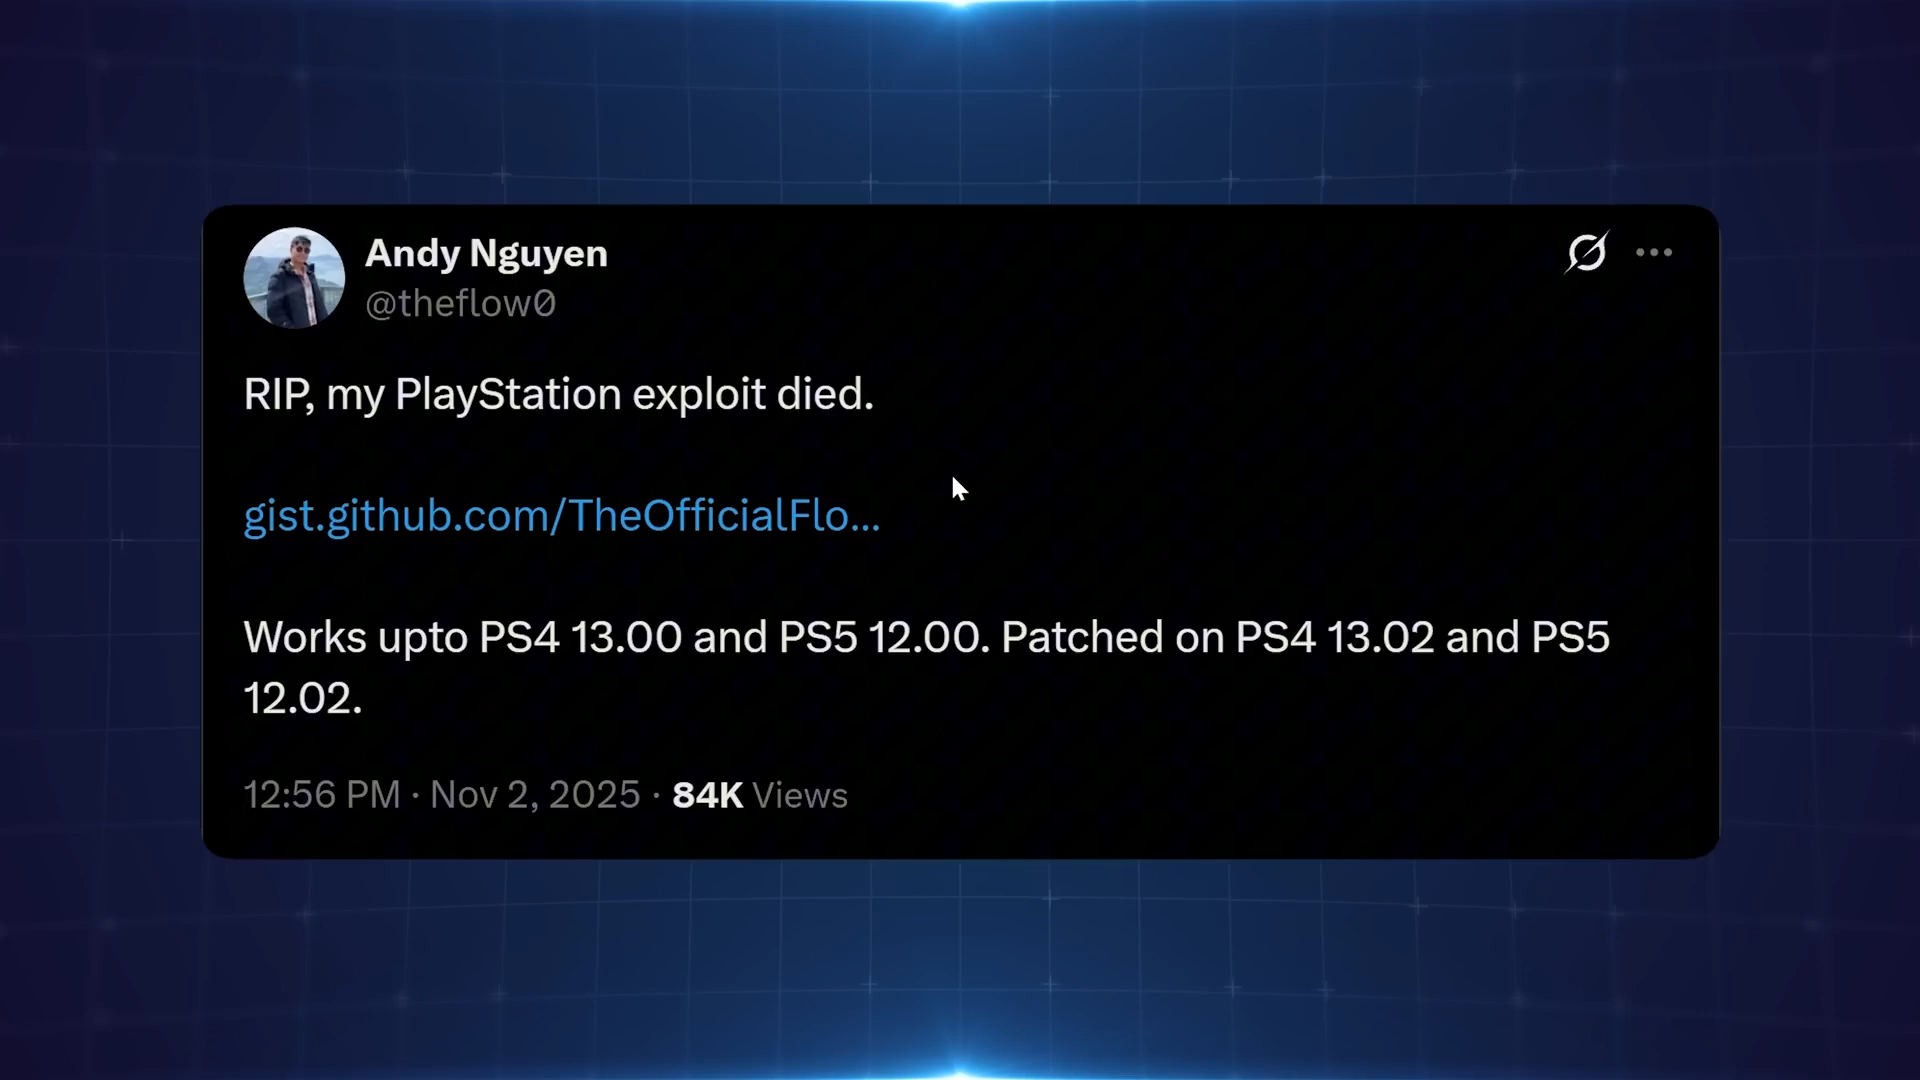 Andy Nguyen
@theflow0
RIP, my PlayStation exploit died.
gist.github.com/TheOfficialFlo...
Works upto PS4 13.00 and PS5 12.00. Patched on PS4 13.02 and PS5
12.02.
12:56 PM · Nov 2, 2025 · 84K Views